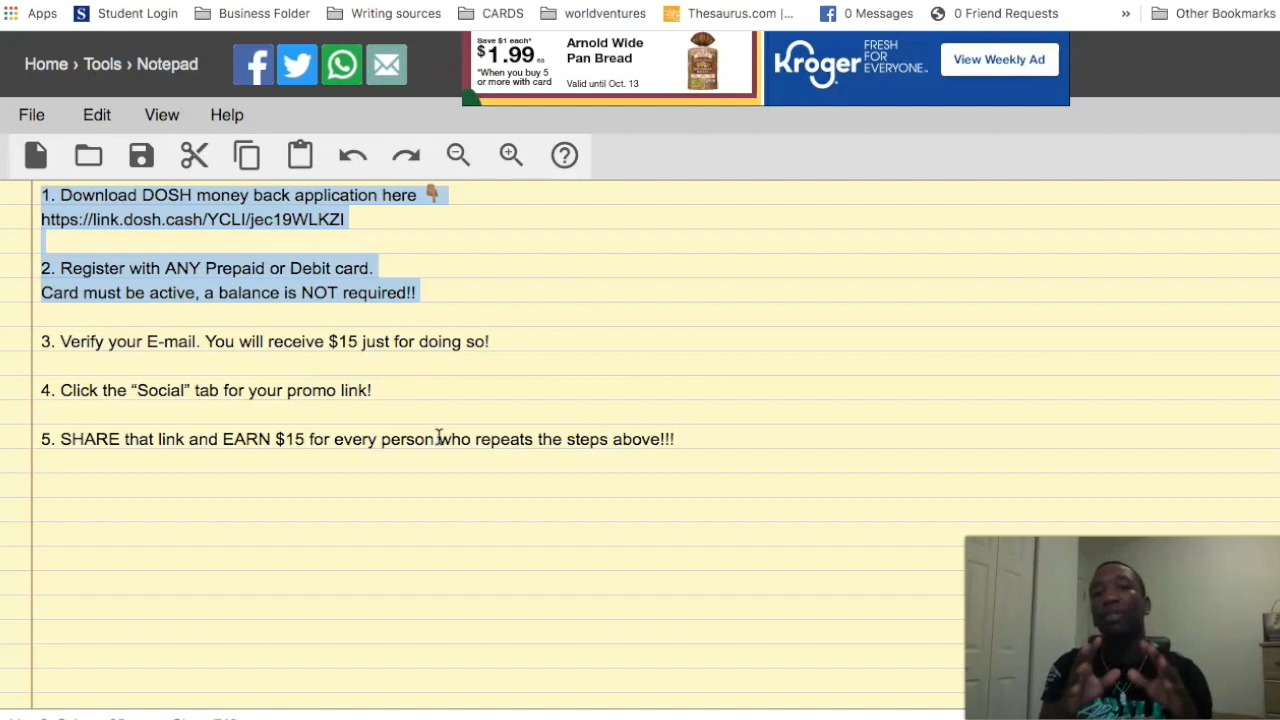 Apps
Student Login
Business Folder
Writing sources
CARDS
worldventures
Thesaurus.com |...
0 Messages
0 Friend Requests
»
Other Bookmarks
Home › Tools › Notepad
Save $1 each*
$1.99 ea
*When you buy 5
or more with card
Arnold Wide
Pan Bread
Valid until Oct. 13
Kroger
FRESH
FOR
EVERYONE™
View Weekly Ad
File Edit View Help
1. Download DOSH money back application here 👇🏾
https://link.dosh.cash/YCLI/jec19WLKZI
2. Register with ANY Prepaid or Debit card.
Card must be active, a balance is NOT required!!
3. Verify your E-mail. You will receive $15 just for doing so!
4. Click the “Social” tab for your promo link!
5. SHARE that link and EARN $15 for every person who repeats the steps above!!!